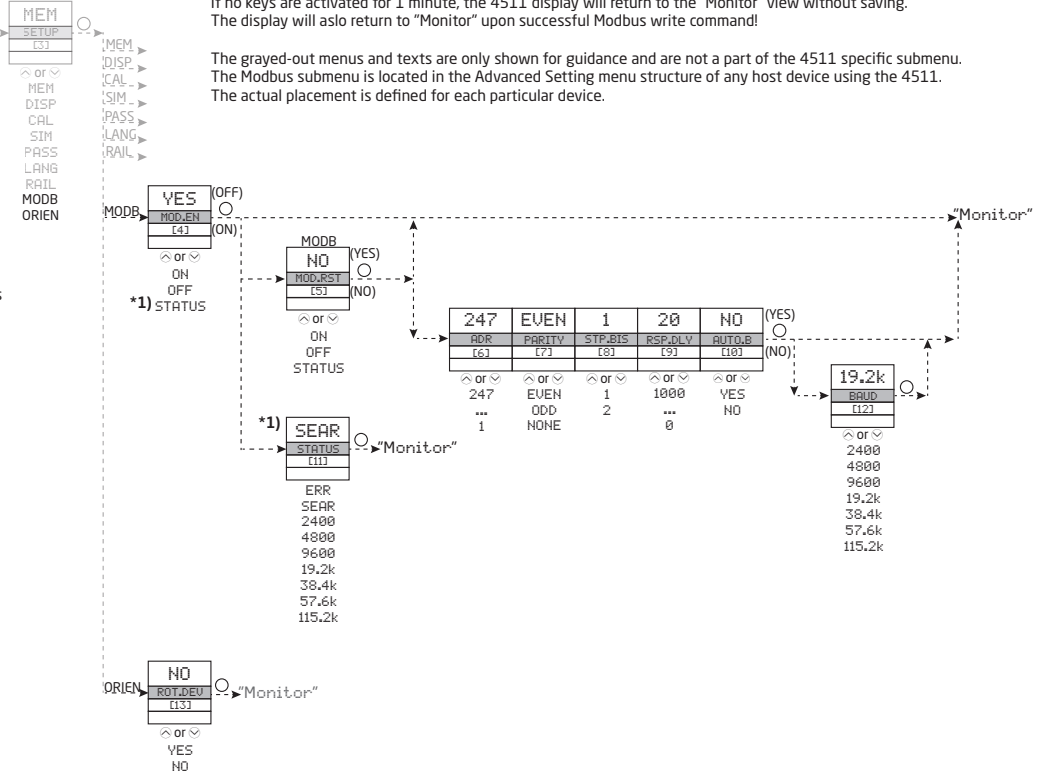 If no keys are activated for 1 minute, the 4511 display will return to the "Monitor" view without saving.
The display will aslo return to "Monitor" upon successful Modbus write command!
The grayed-out menus and texts are only shown for guidance and are not a part of the 4511 specific submenu.
The Modbus submenu is located in the Advanced Setting menu structure of any host device using the 4511.
The actual placement is defined for each particular device.
MEM
SETUP
[3]
or
MEM
DISP
CAL
SIM
PASS
LANG
RAIL
MODB
ORIEN
MEM
DISP
CAL
SIM
PASS
LANG
RAIL
MODB
YES
MOD.EN
[4]
(OFF)
(ON)
or
ON
OFF
*1) STATUS
"Monitor"
MODB
NO
MOD.RST
[5]
(YES)
(NO)
or
ON
OFF
STATUS
247 EVEN 1 20 NO (YES)
ADR PARITY STP.BIS RSP.DLY AUTO.B
[6] [7] [8] [9] [10] (NO)
or or or or or
247 EVEN 1 1000 YES
... ODD 2 ... NO
1 NONE 0
19.2k
BAUD
[12]
or
2400
4800
9600
19.2k
38.4k
57.6k
115.2k
*1)
SEAR
STATUS
[11]
"Monitor"
ERR
SEAR
2400
4800
9600
19.2k
38.4k
57.6k
115.2k
ORIEN
NO
ROT.DEV
[13]
"Monitor"
or
YES
NO